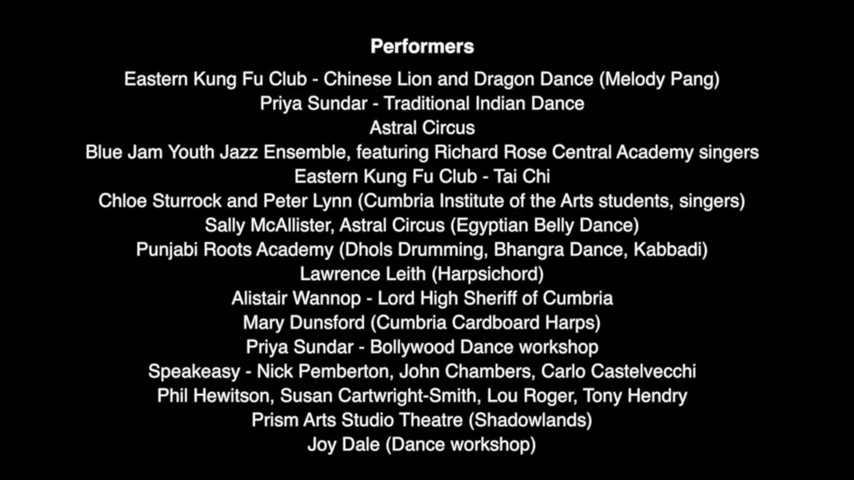 Performers
Eastern Kung Fu Club - Chinese Lion and Dragon Dance (Melody Pang)
Priya Sundar - Traditional Indian Dance
Astral Circus
Blue Jam Youth Jazz Ensemble, featuring Richard Rose Central Academy singers
Eastern Kung Fu Club - Tai Chi
Chloe Sturrock and Peter Lynn (Cumbria Institute of the Arts students, singers)
Sally McAllister, Astral Circus (Egyptian Belly Dance)
Punjabi Roots Academy (Dhols Drumming, Bhangra Dance, Kabbadi)
Lawrence Leith (Harpsichord)
Alistair Wannop - Lord High Sheriff of Cumbria
Mary Dunsford (Cumbria Cardboard Harps)
Priya Sundar - Bollywood Dance workshop
Speakeasy - Nick Pemberton, John Chambers, Carlo Castelvecchi
Phil Hewitson, Susan Cartwright-Smith, Lou Roger, Tony Hendry
Prism Arts Studio Theatre (Shadowlands)
Joy Dale (Dance workshop)